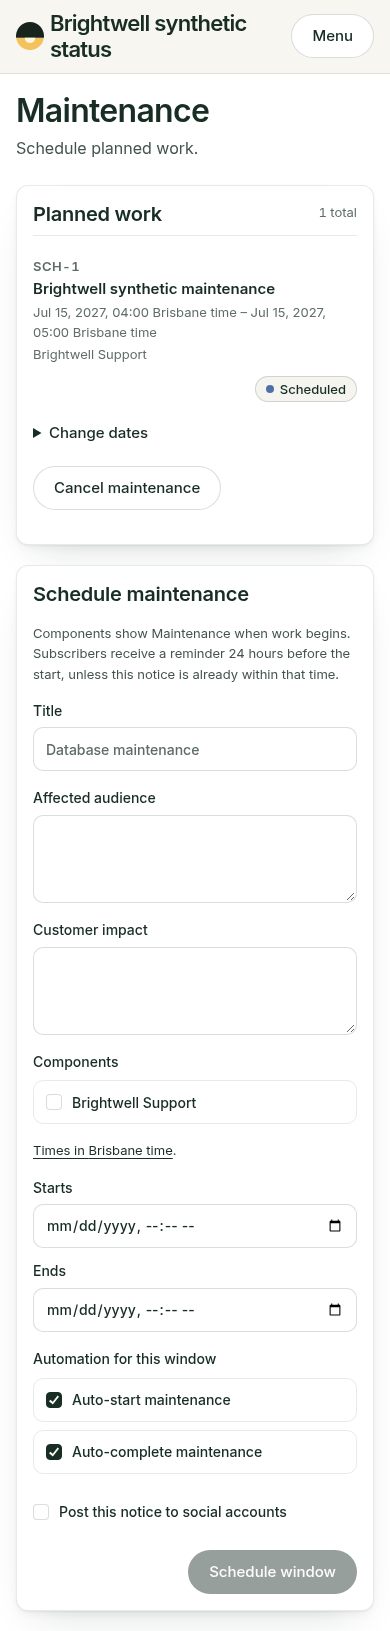 Brightwell synthetic
status
Menu
Maintenance
Schedule planned work.
Planned work
1 total
SCH-1
Brightwell synthetic maintenance
Jul 15, 2027, 04:00 Brisbane time – Jul 15, 2027,
05:00 Brisbane time
Brightwell Support
Scheduled
Change dates
Cancel maintenance
Schedule maintenance
Components show Maintenance when work begins.
Subscribers receive a reminder 24 hours before the
start, unless this notice is already within that time.
Title
Database maintenance
Affected audience
Customer impact
Components
Brightwell Support
Times in Brisbane time.
Starts
mm/dd/yyyy, --:-- --
Ends
mm/dd/yyyy, --:-- --
Automation for this window
Auto-start maintenance
Auto-complete maintenance
Post this notice to social accounts
Schedule window